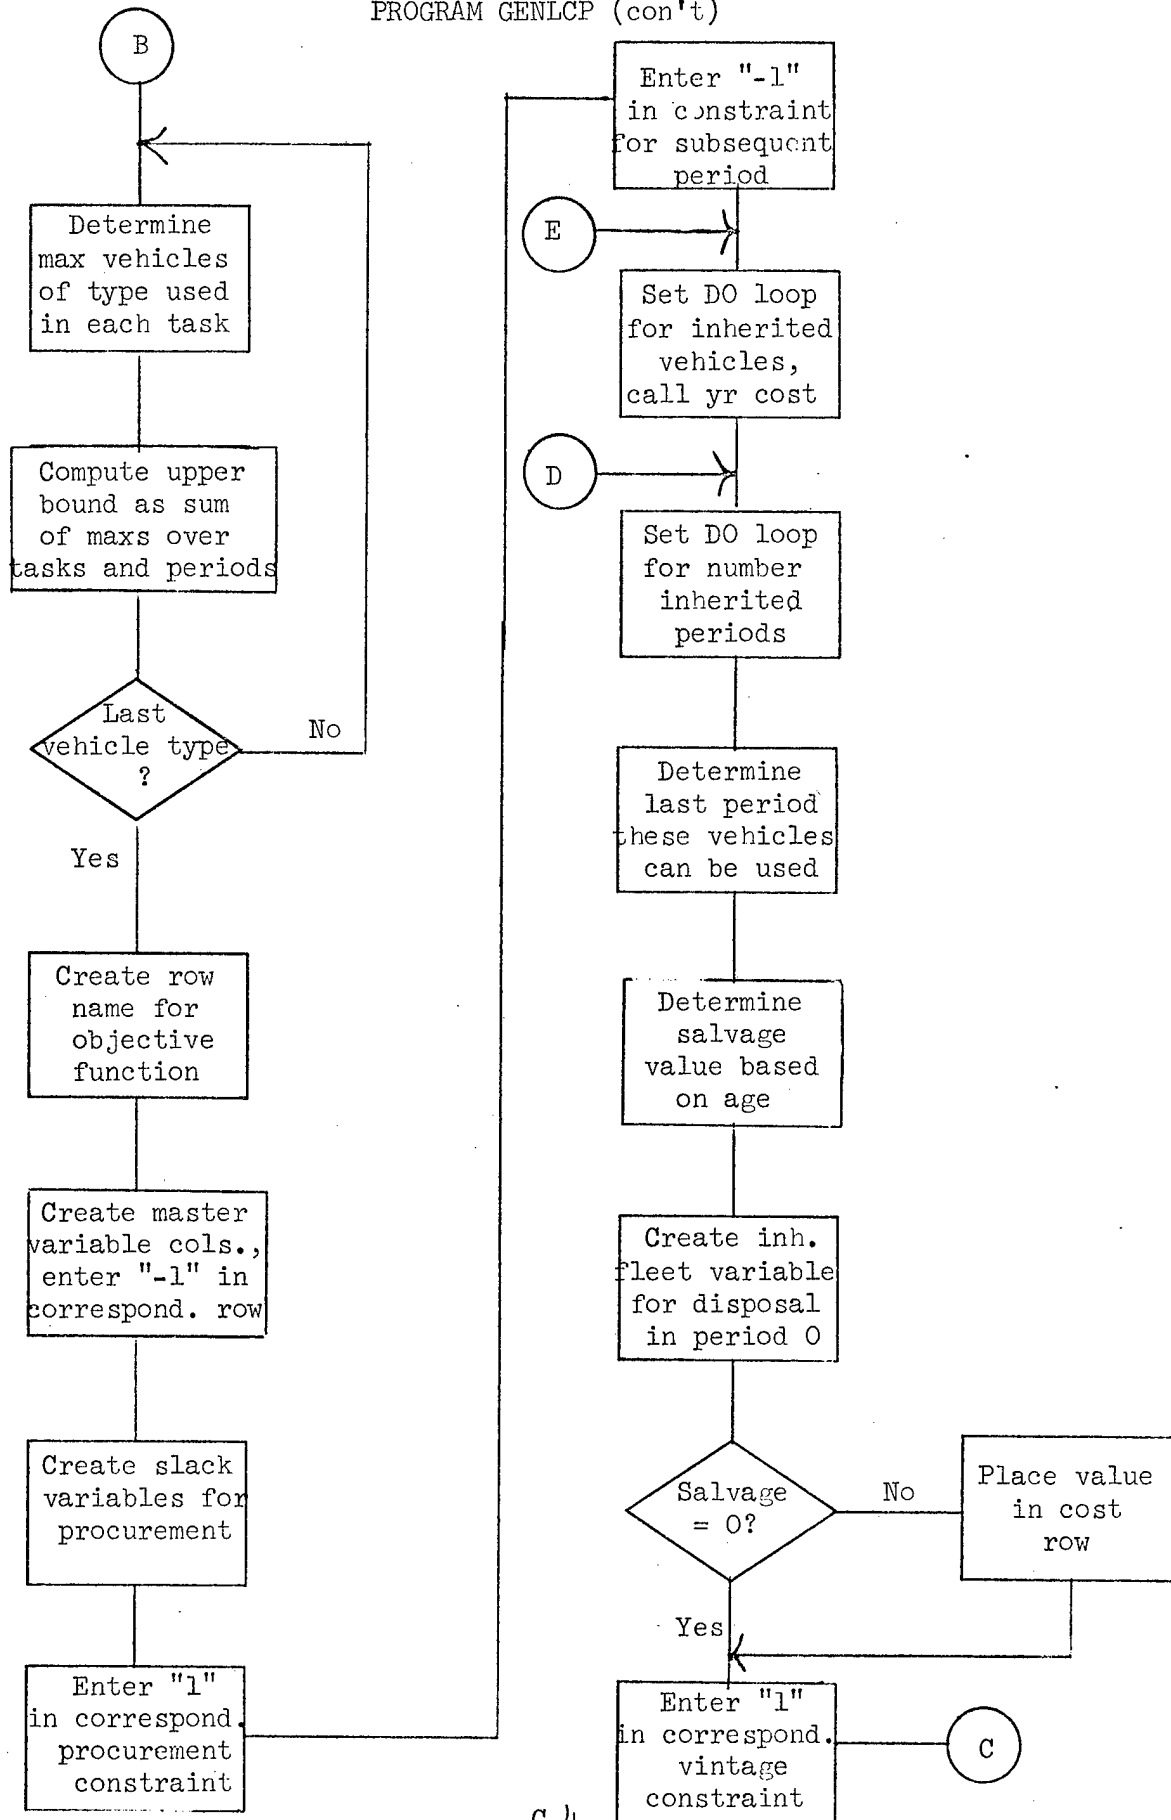 PROGRAM GENLCP (con't)
B
Determine
max vehicles
of type used
in each task
Compute upper
bound as sum
of maxs over
tasks and periods
Last
vehicle type
?
No
Yes
Create row
name for
objective
function
Create master
variable cols.,
enter "-1" in
correspond. row
Create slack
variables for
procurement
Enter "1"
in correspond.
procurement
constraint
Enter "-1"
in constraint
for subsequent
period
E
Set DO loop
for inherited
vehicles,
call yr cost
D
Set DO loop
for number
inherited
periods
Determine
last period
these vehicles
can be used
Determine
salvage
value based
on age
Create inh.
fleet variable
for disposal
in period 0
Salvage
= 0?
No
Place value
in cost
row
Yes
Enter "1"
in correspond.
vintage
constraint
C